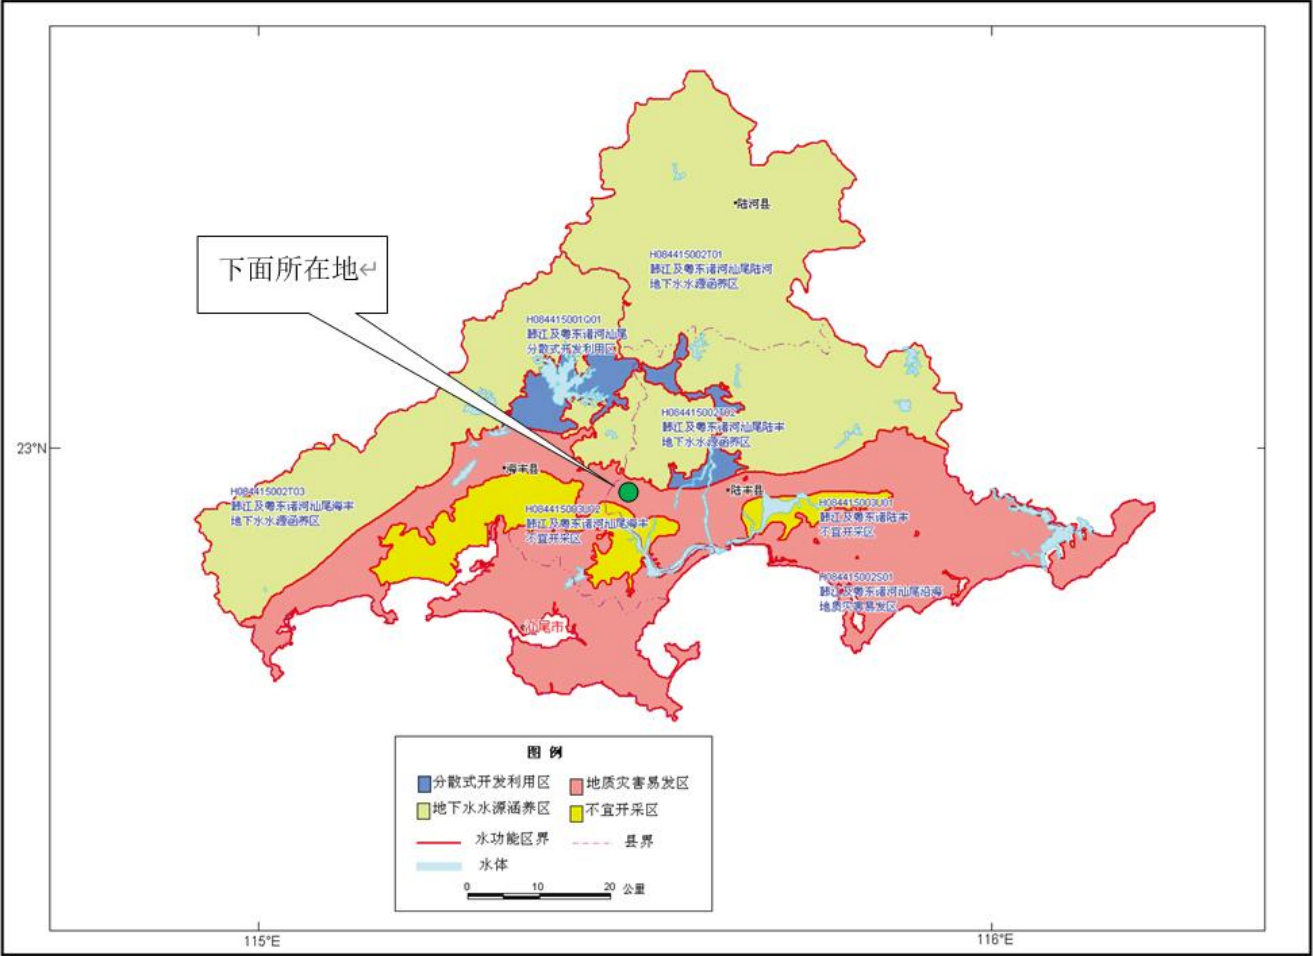 陆河县
H084415002T01
韩江及粤东诸河汕尾陆河
地下水水源涵养区
下面所在地↵
H084415001Q01
韩江及粤东诸河汕尾
分散式开发利用区
H084415002T02
韩江及粤东诸河汕尾陆丰
地下水水源涵养区
23°N
海丰县
H084415002T03
韩江及粤东诸河汕尾海丰
地下水水源涵养区
陆丰县
H084415003U02
韩江及粤东诸河汕尾海丰
不宜开采区
H084415003U01
韩江及粤东诸陆丰
不宜开采区
H084415002S01
韩江及粤东诸河汕尾沿海
地质灾害易发区
汕尾市
图 例
分散式开发利用区 地质灾害易发区
地下水水源涵养区 不宜开采区
水功能区界 县界
水体
0 10 20 公里
115°E 116°E